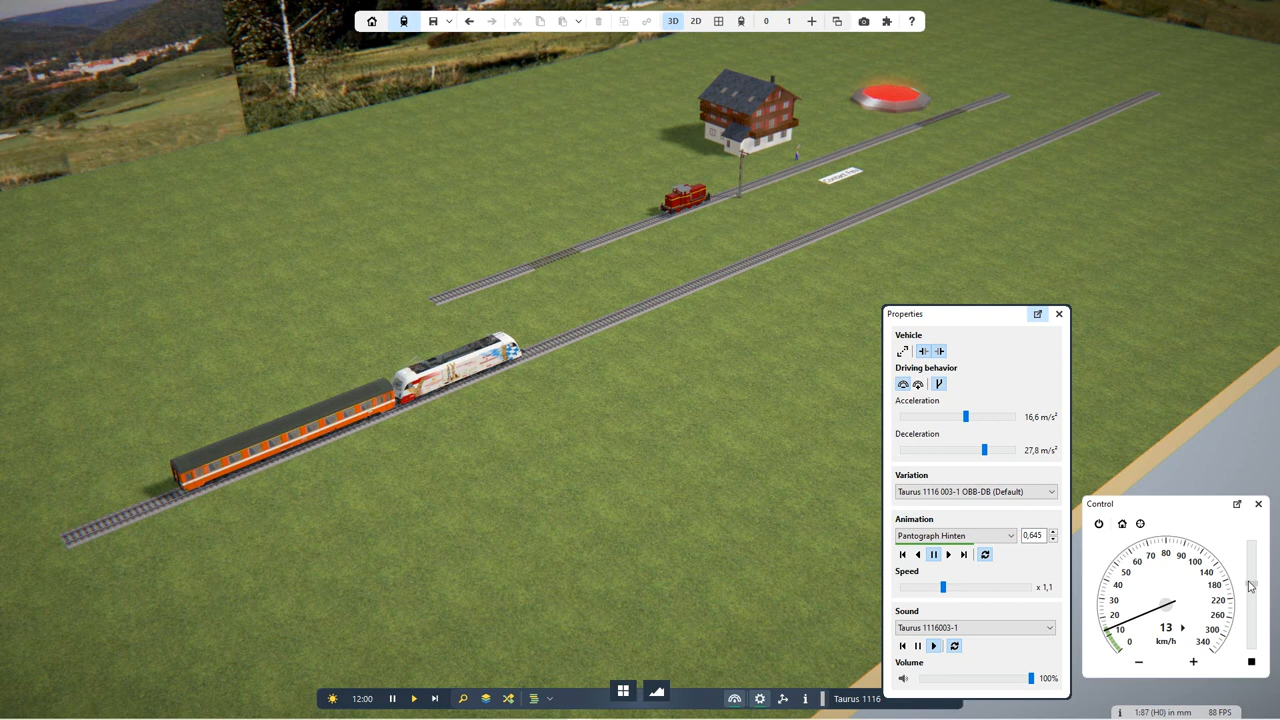 3D 2D 0 1 ?
Contact Field
Properties
Vehicle
Driving behavior
Acceleration
16,6 m/s²
Deceleration
27,8 m/s²
Variation
Taurus 1116 003-1 OBB-DB (Default)
Animation
Pantograph Hinten 0,645
Speed
x 1,1
Sound
Taurus 1116003-1
Volume
100%
Control
0 10 20 30 40 50 60 70 80 90 100 140 180 220 260 300 340
13
km/h
12:00
Taurus 1116
1:87 (H0) in mm 88 FPS